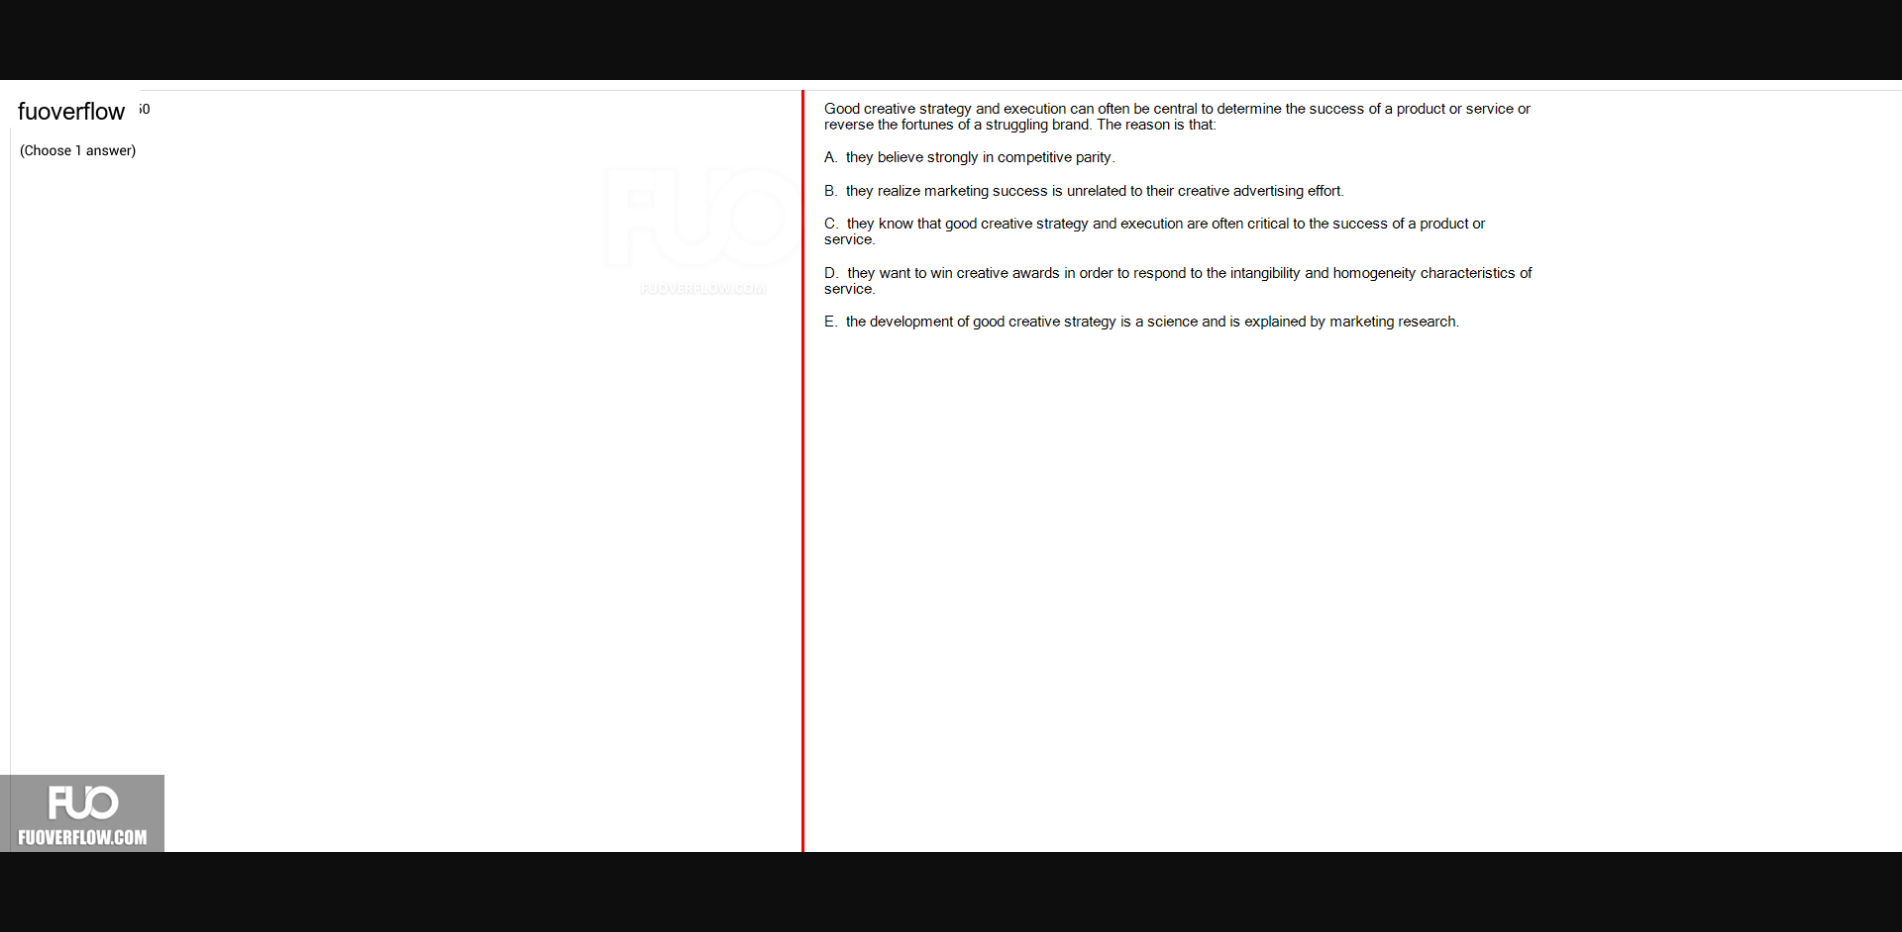 fuoverflow
(Choose 1 answer)
Good creative strategy and execution can often be central to determine the success of a product or service or
reverse the fortunes of a struggling brand. The reason is that:
A. they believe strongly in competitive parity.
B. they realize marketing success is unrelated to their creative advertising effort.
C. they know that good creative strategy and execution are often critical to the success of a product or
service.
D. they want to win creative awards in order to respond to the intangibility and homogeneity characteristics of
service.
E. the development of good creative strategy is a science and is explained by marketing research.
FUO
FUOVERFLOW.COM
FUO
FUOVERFLOW.COM